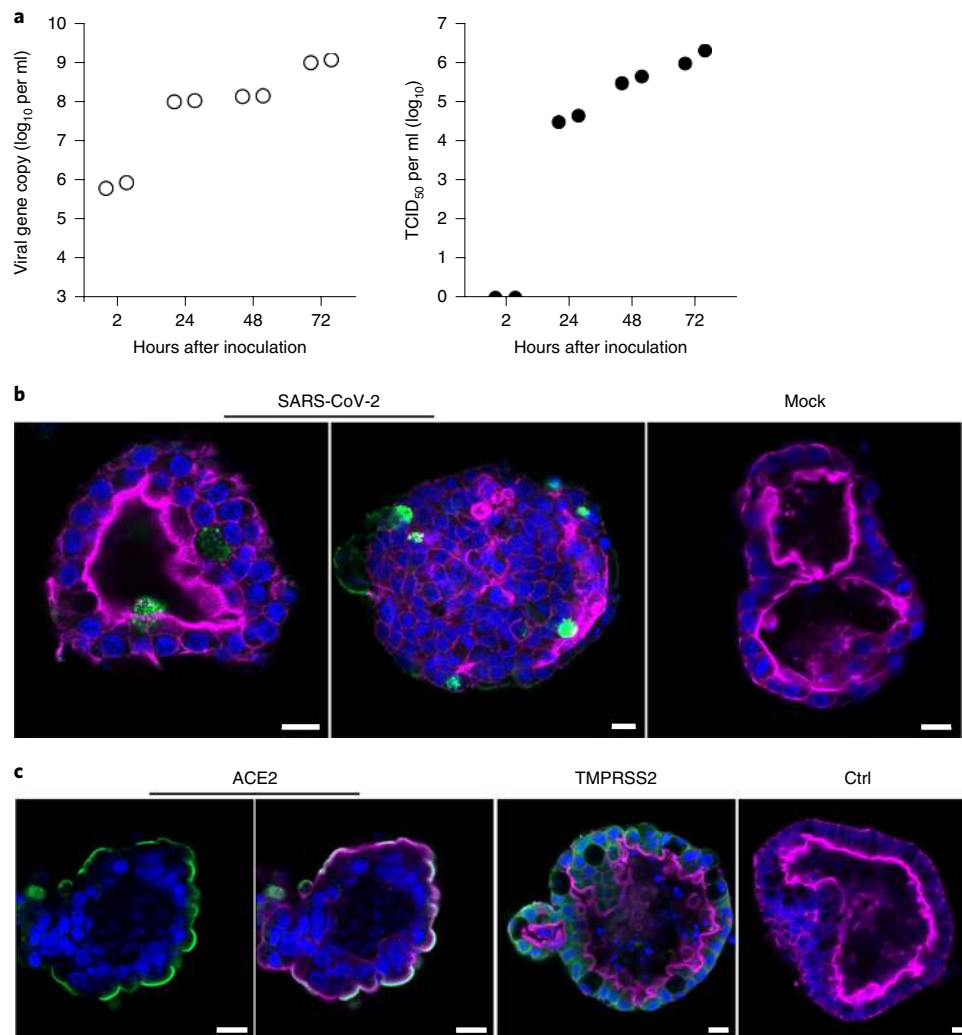 a
Viral gene copy (log10 per ml)
10
9
8
7
6
5
4
3
2 24 48 72
Hours after inoculation
TCID50 per ml (log10)
7
6
5
4
3
2
1
0
2 24 48 72
Hours after inoculation
b
SARS-CoV-2 Mock
c
ACE2 TMPRSS2 Ctrl